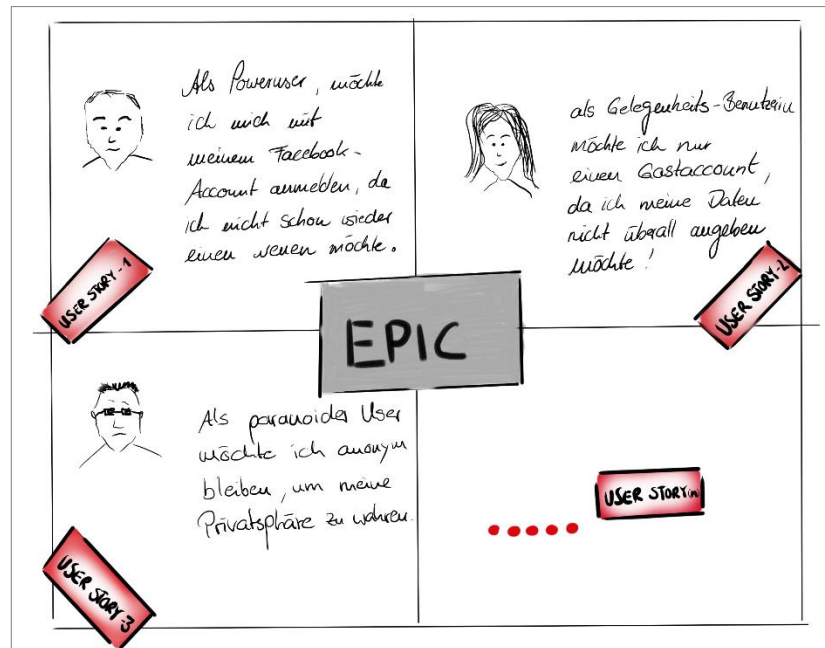 Als Poweruser, möchte
ich mich mit
meinem Facebook-
Account anmelden, da
ich nicht schon wieder
einen neuen möchte.
USER STORY-1
als Gelegenheits-Benutzerin
möchte ich nur
einen Gastaccount,
da ich meine Daten
nicht überall angeben
möchte!
USER STORY-2
EPIC
Als paranoider User
möchte ich anonym
bleiben, um meine
Privatsphäre zu wahren.
USER STORY-3
USER STORY(n)